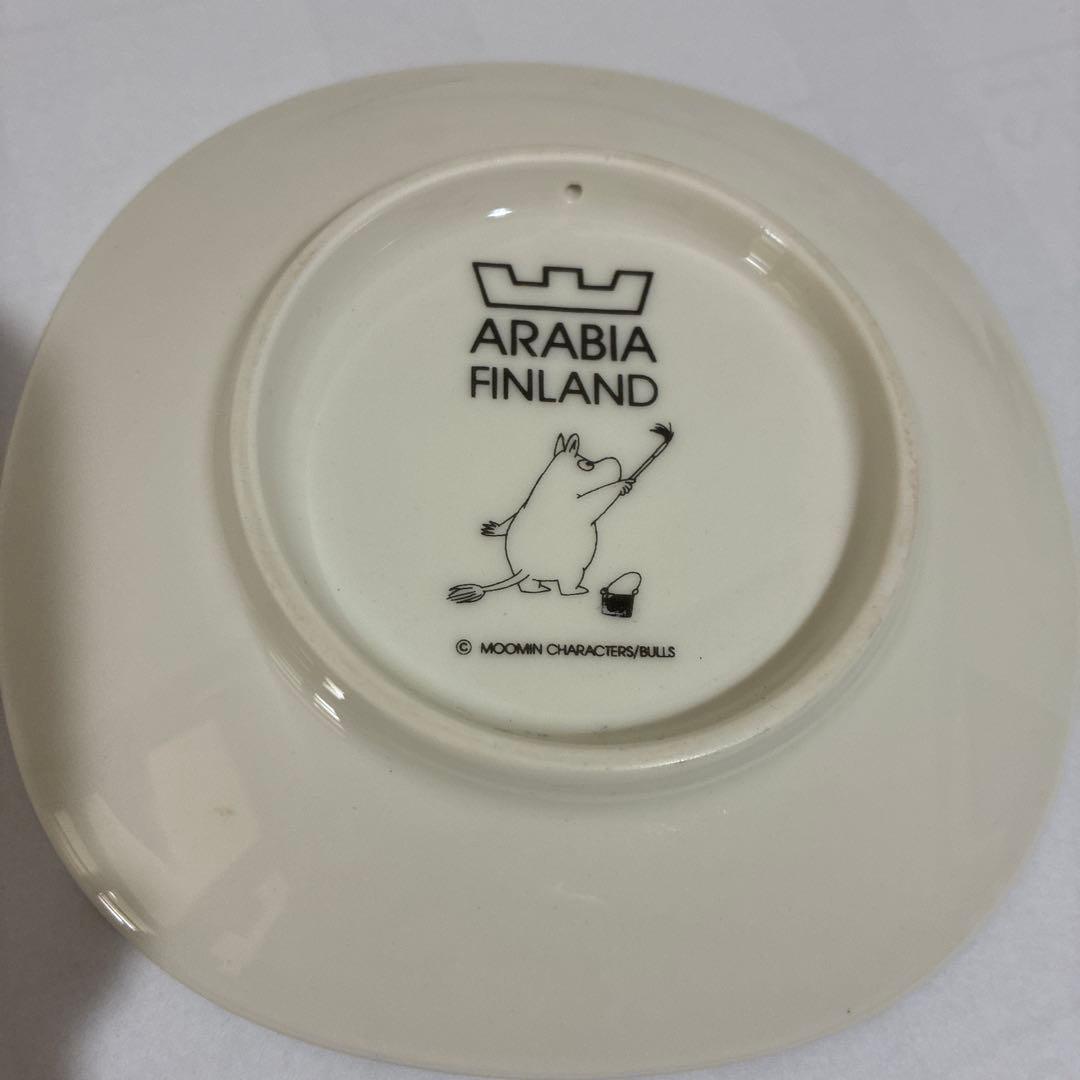 ARABIA
FINLAND
© MOOMIN CHARACTERS/BULLS